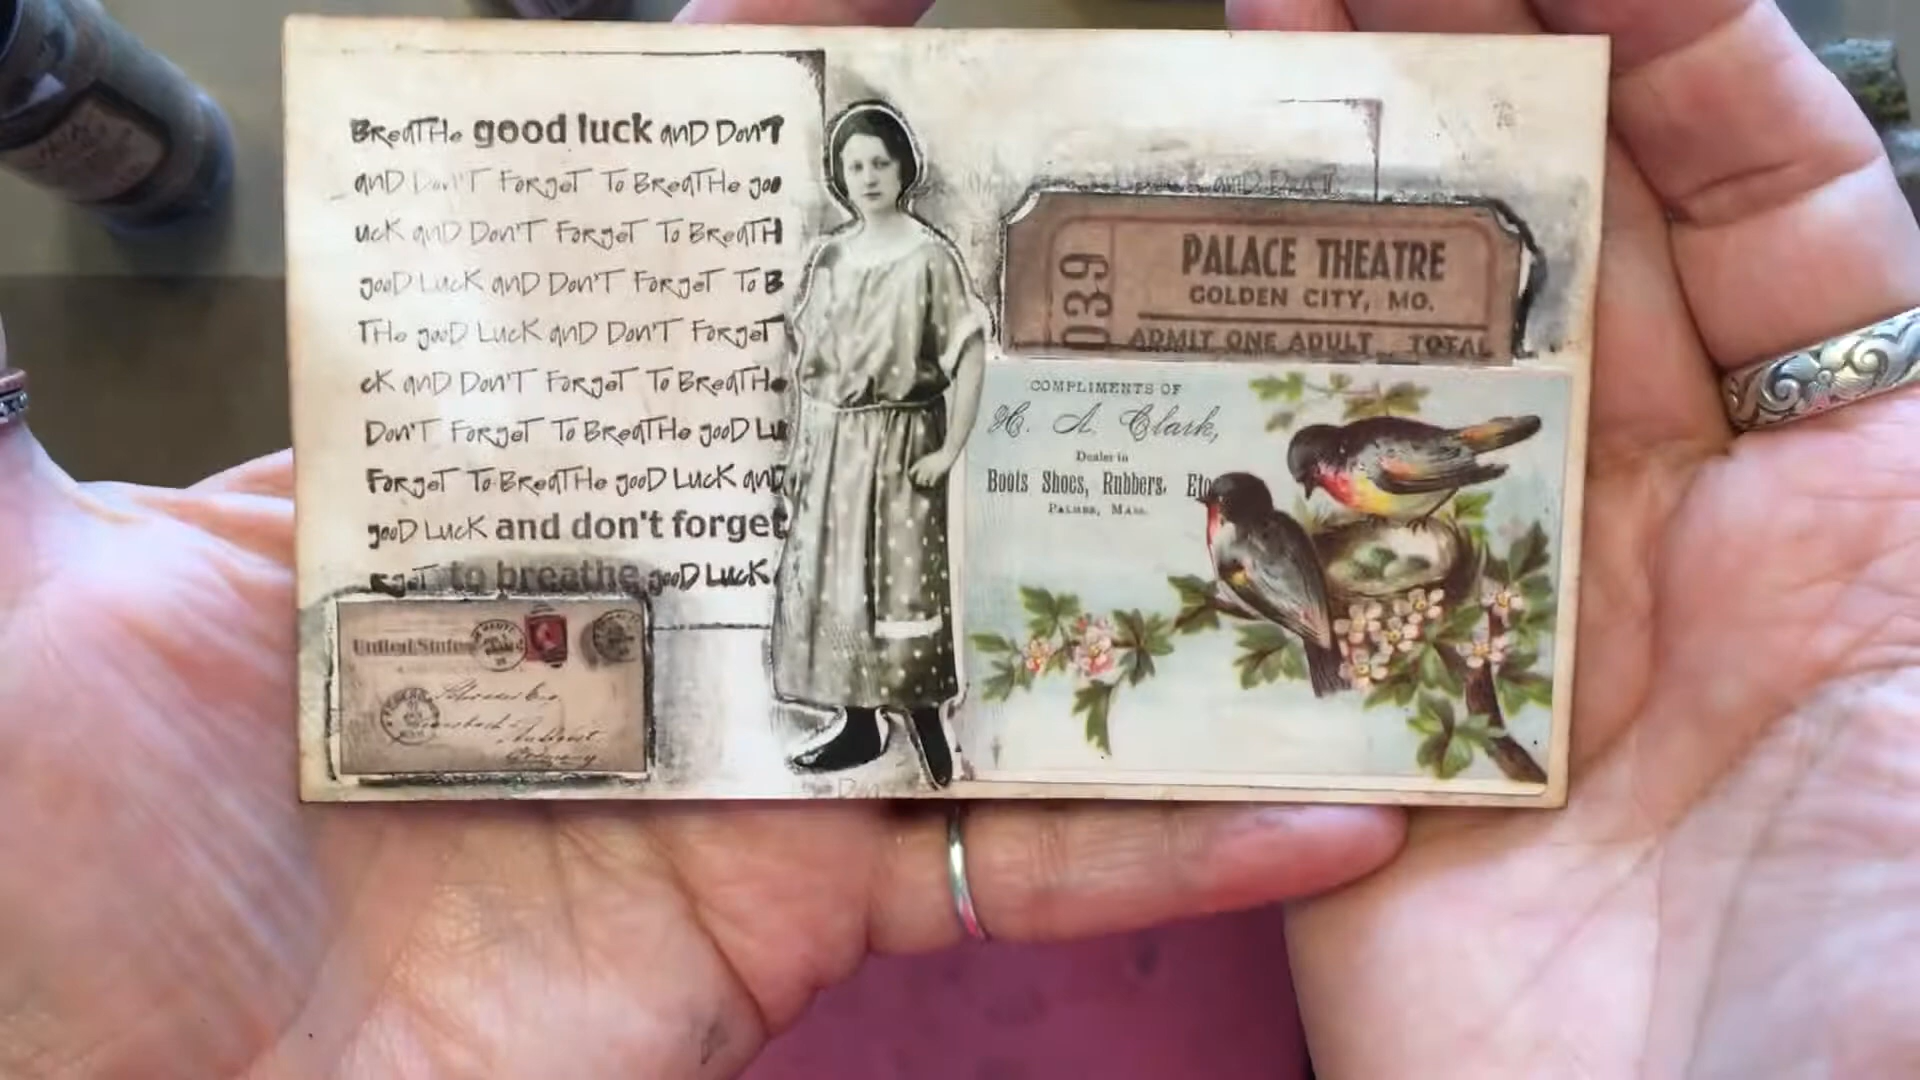 BReaTHe good luck anD Don'T
anD Don'T FoRgeT To BReaTHe goo
ucK anD Don'T FoRgeT To BReaTH
gooD LucK anD Don'T FoRgeT To B
THe gooD LucK anD Don'T FoRgeT
cK anD Don'T FoRgeT To BReaTHe
Don'T FoRgeT To BReaTHe gooD Lu
FoRgeT To BReaTHe gooD LucK anD
gooD LucK and don't forget
RgeT to breathe gooD LucK
United States
039
PALACE THEATRE
GOLDEN CITY, MO.
ADMIT ONE ADULT TOTAL
COMPLIMENTS OF
H. A. Clark,
Dealer in
Boots Shoes, Rubbers, Etc
PALMER, MASS.